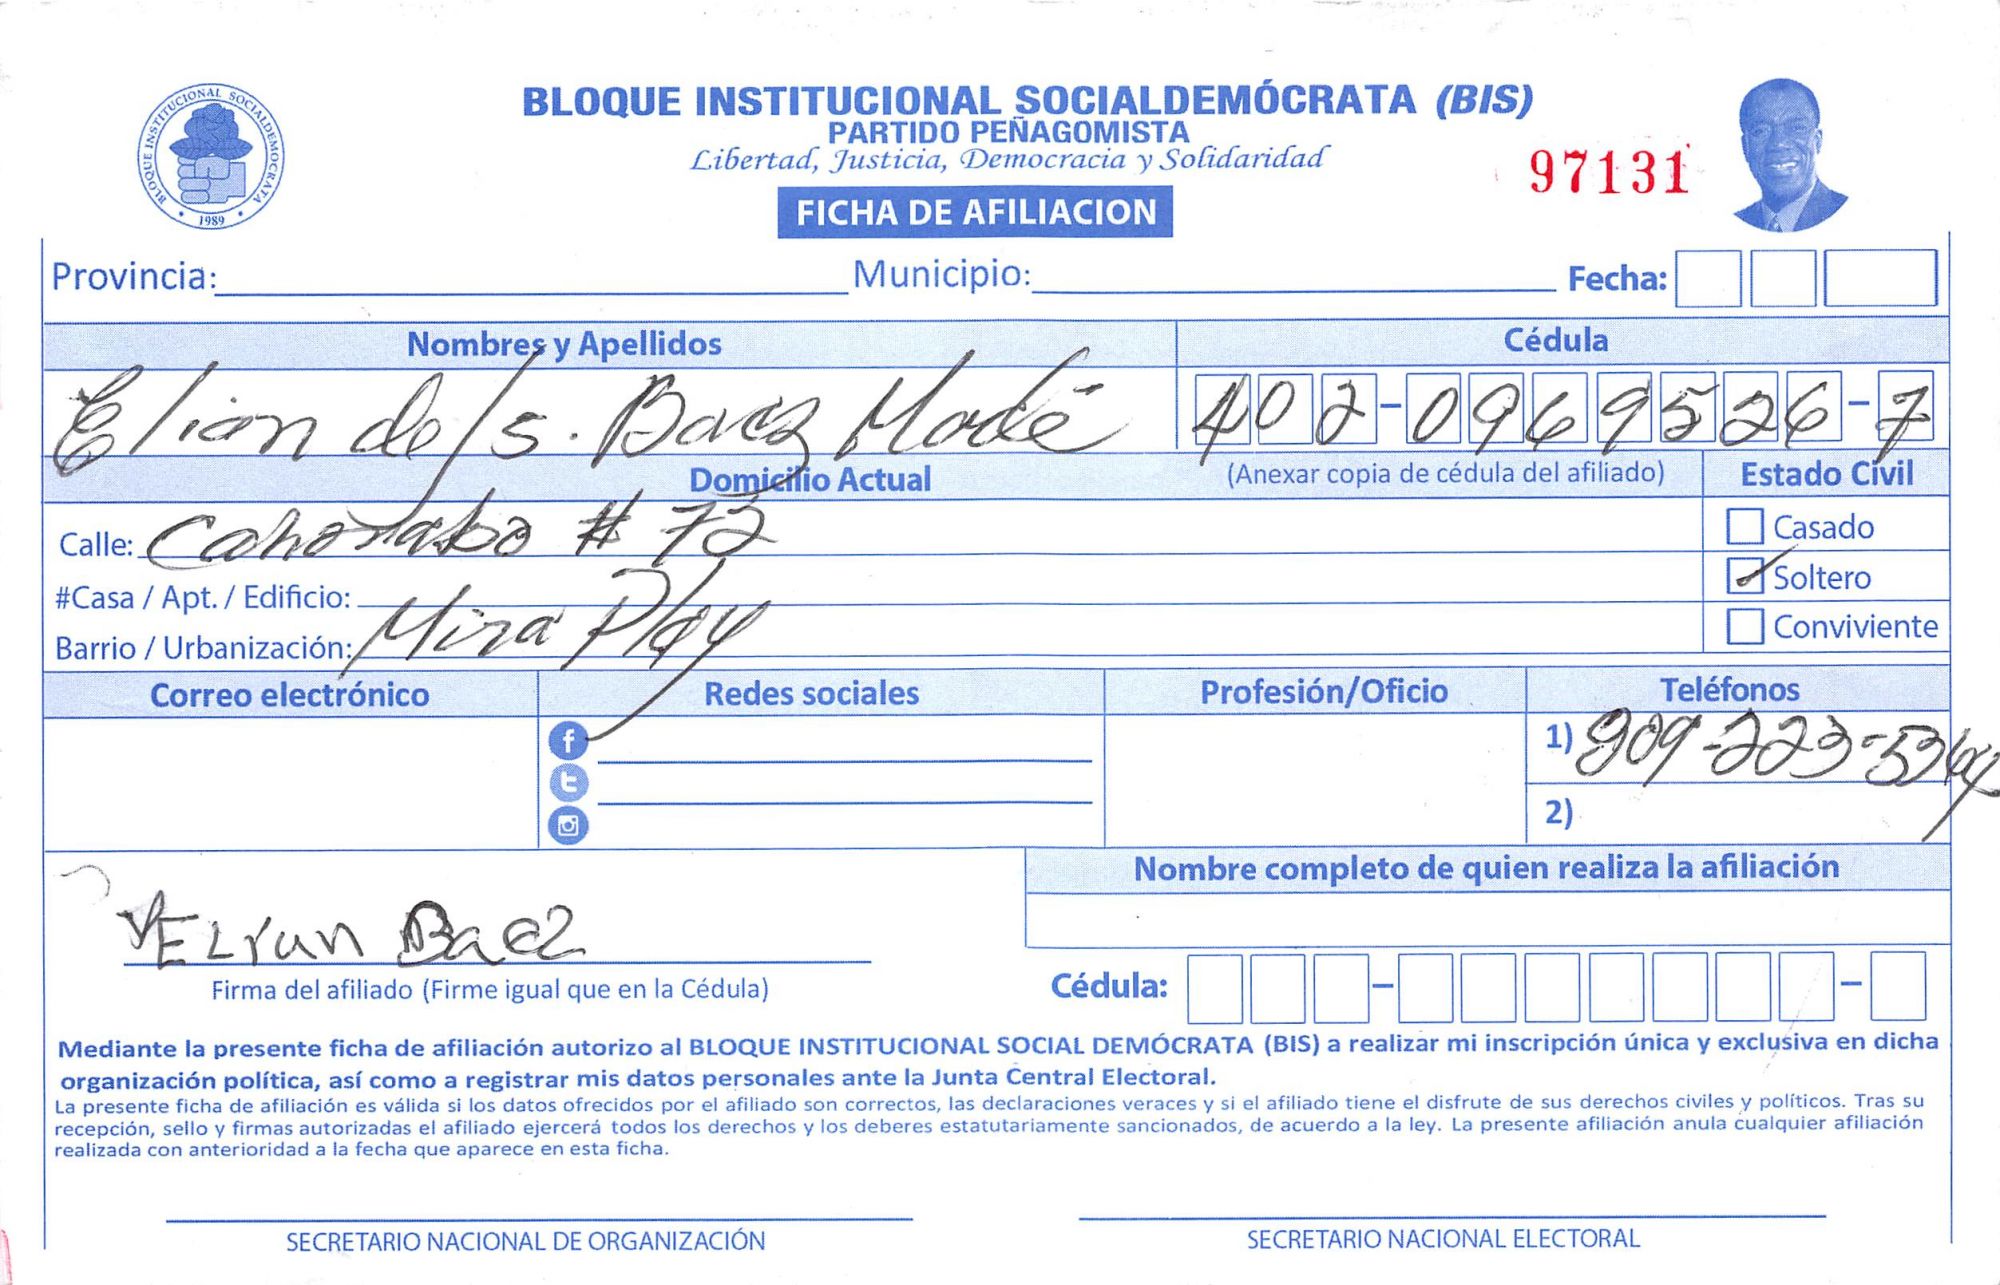 BLOQUE INSTITUCIONAL SOCIALDEMOCRATA
1989
BLOQUE INSTITUCIONAL SOCIALDEMÓCRATA (BIS)
PARTIDO PEÑAGOMISTA
Libertad, Justicia, Democracia y Solidaridad
97131
FICHA DE AFILIACION
Provincia: Municipio: Fecha:
Nombres y Apellidos Cédula
Elian de Baez 402-0969526-7
Domicilio Actual (Anexar copia de cédula del afiliado) Estado Civil
Calle: # 72 Casado
#Casa / Apt. / Edificio: Soltero
Barrio / Urbanización: Mira Play Conviviente
Correo electrónico Redes sociales Profesión/Oficio Teléfonos
1) 809-223-5364
2)
Nombre completo de quien realiza la afiliación
Baez
Firma del afiliado (Firme igual que en la Cédula) Cédula: - -
Mediante la presente ficha de afiliación autorizo al BLOQUE INSTITUCIONAL SOCIAL DEMÓCRATA (BIS) a realizar mi inscripción única y exclusiva en dicha
organización política, así como a registrar mis datos personales ante la Junta Central Electoral.
La presente ficha de afiliación es válida si los datos ofrecidos por el afiliado son correctos, las declaraciones veraces y si el afiliado tiene el disfrute de sus derechos civiles y políticos. Tras su
recepción, sello y firmas autorizadas el afiliado ejercerá todos los derechos y los deberes estatutariamente sancionados, de acuerdo a la ley. La presente afiliación anula cualquier afiliación
realizada con anterioridad a la fecha que aparece en esta ficha.
SECRETARIO NACIONAL DE ORGANIZACIÓN SECRETARIO NACIONAL ELECTORAL